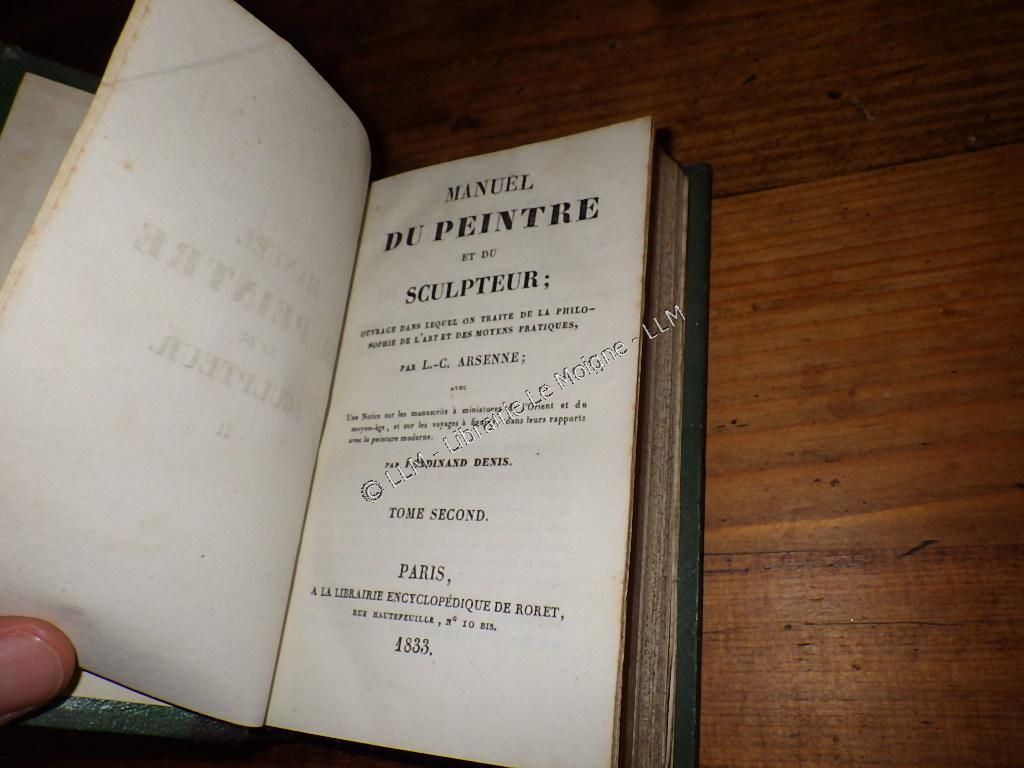 MANUEL
DU PEINTRE
ET DU
SCULPTEUR;
OUVRAGE DANS LEQUEL ON TRAITE DE LA PHILO-
SOPHIE DE L'ART ET DES MOYENS PRATIQUES,
PAR L.-C. ARSENNE;
AVEC
Une Notice sur les manuscrits à miniatures de l'Orient et du
moyen-âge, et sur les voyages à figures dans leurs rapports
avec la peinture moderne.
PAR FERDINAND DENIS.
TOME SECOND.
PARIS,
A LA LIBRAIRIE ENCYCLOPÉDIQUE DE RORET,
RUE HAUTEFEUILLE, Nº 10 BIS.
1833.
© LLM - Librairie Le Moigne - LLM